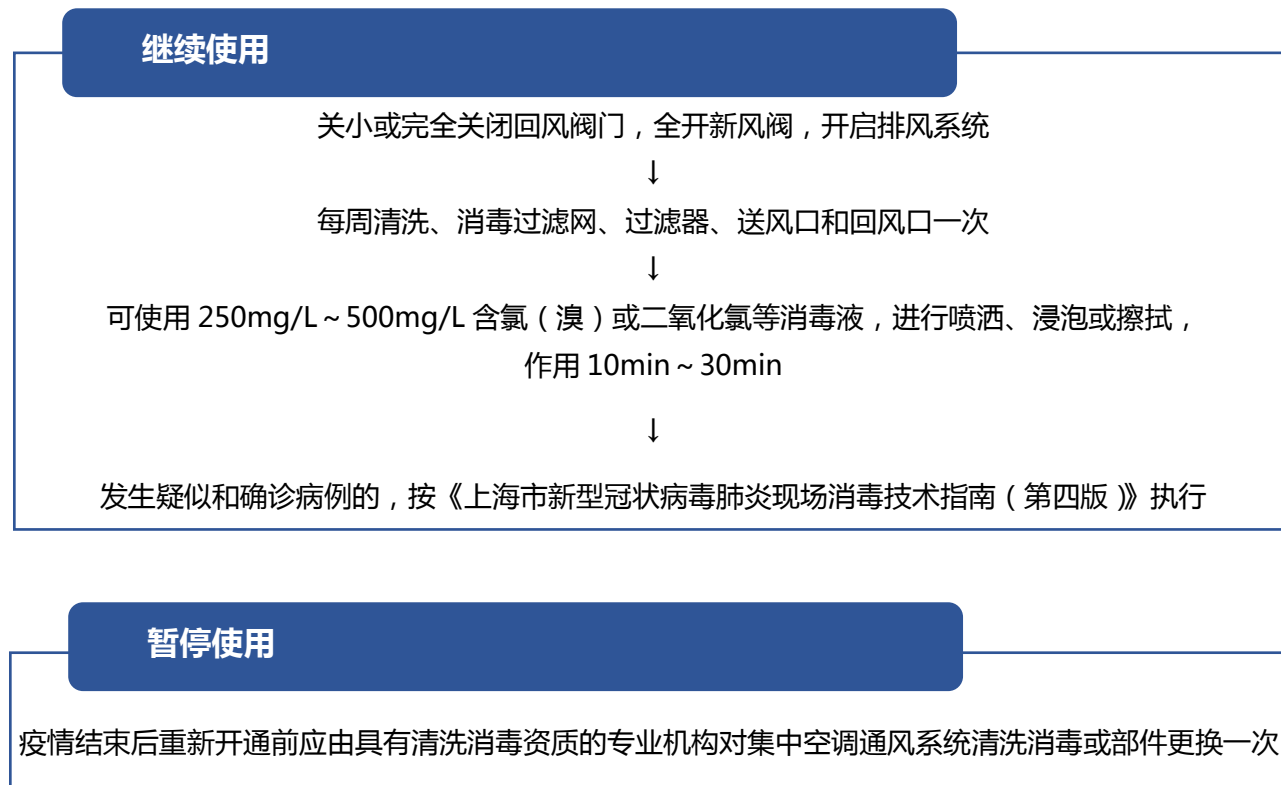 继续使用
关小或完全关闭回风阀门，全开新风阀，开启排风系统
↓
每周清洗、消毒过滤网、过滤器、送风口和回风口一次
↓
可使用 250mg/L～500mg/L 含氯（溴）或二氧化氯等消毒液，进行喷洒、浸泡或擦拭，
作用 10min～30min
↓
发生疑似和确诊病例的，按《上海市新型冠状病毒肺炎现场消毒技术指南（第四版）》执行
暂停使用
疫情结束后重新开通前应由具有清洗消毒资质的专业机构对集中空调通风系统清洗消毒或部件更换一次